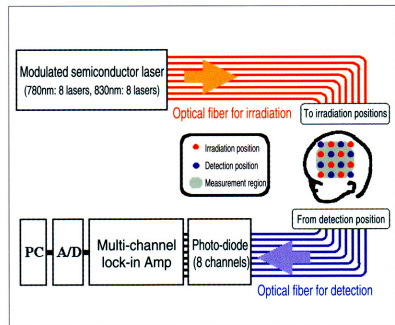 Modulated semiconductor laser
(780nm: 8 lasers, 830nm: 8 lasers)
Optical fiber for irradiation
To irradiation positions
Irradiation position
Detection position
Measurement region
From detection position
PC
A/D
Multi-channel
lock-in Amp
Photo-diode
(8 channels)
Optical fiber for detection